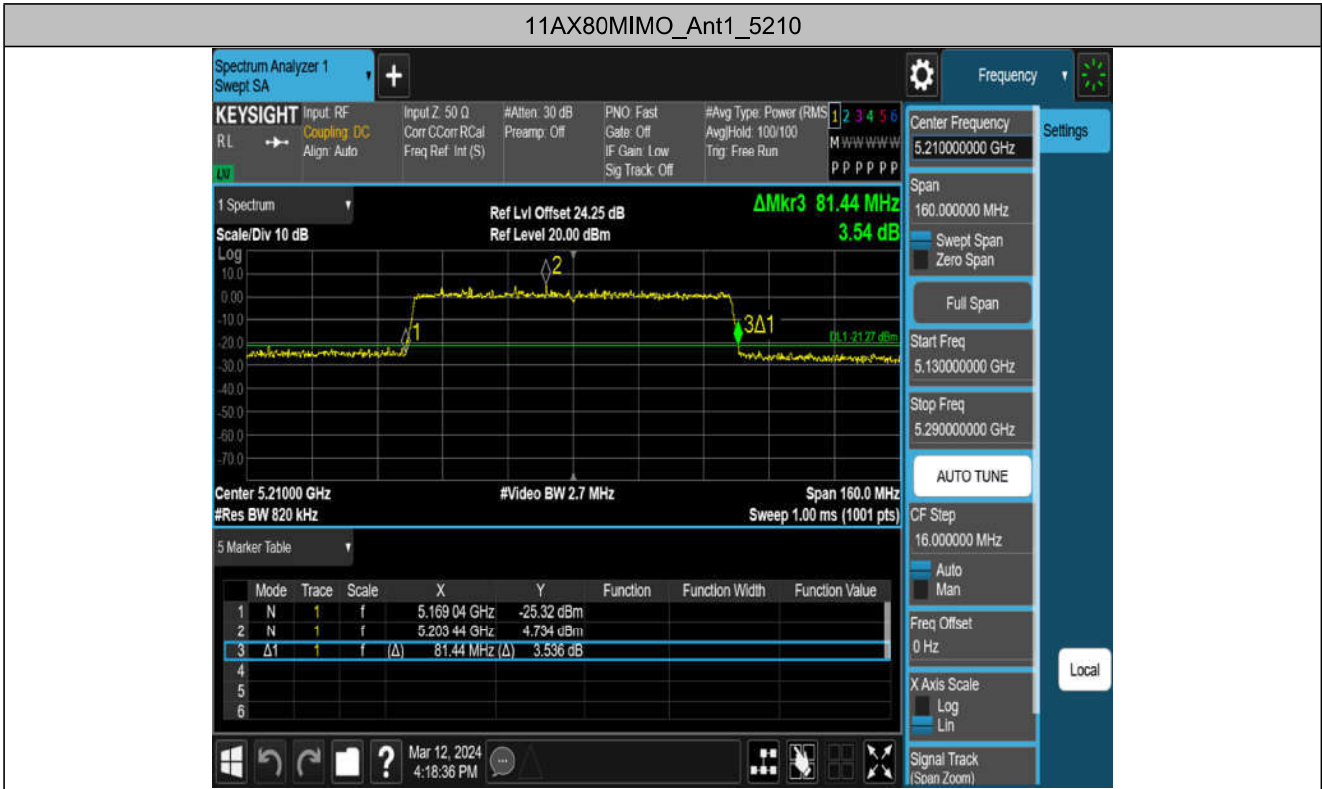 11AX80MIMO_Ant1_5210
Spectrum Analyzer 1
Swept SA
+
Frequency
KEYSIGHT
RL
LXI
Input: RF
Coupling: DC
Align: Auto
Input Z: 50 Ω
Corr CCorr RCal
Freq Ref: Int (S)
#Atten: 30 dB
Preamp: Off
PNO: Fast
Gate: Off
IF Gain: Low
Sig Track: Off
#Avg Type: Power (RMS
Avg|Hold: 100/100
Trig: Free Run
1 2 3 4 5 6
M W W W W W
P P P P P P
1 Spectrum
Scale/Div 10 dB
Ref Lvl Offset 24.25 dB
Ref Level 20.00 dBm
ΔMkr3 81.44 MHz
3.54 dB
Log
10.0
0.00
-10.0
-20.0
-30.0
-40.0
-50.0
-60.0
-70.0
2
1
3Δ1
DL1 -21.27 dBm
Center 5.21000 GHz
#Res BW 820 kHz
#Video BW 2.7 MHz
Span 160.0 MHz
Sweep 1.00 ms (1001 pts)
5 Marker Table
Mode Trace Scale X Y Function Function Width Function Value
1 N 1 f 5.169 04 GHz -25.32 dBm
2 N 1 f 5.203 44 GHz 4.734 dBm
3 Δ1 1 f (Δ) 81.44 MHz (Δ) 3.536 dB
4
5
6
?
Mar 12, 2024
4:18:36 PM
Center Frequency
5.210000000 GHz
Settings
Span
160.000000 MHz
Swept Span
Zero Span
Full Span
Start Freq
5.130000000 GHz
Stop Freq
5.290000000 GHz
AUTO TUNE
CF Step
16.000000 MHz
Auto
Man
Freq Offset
0 Hz
Local
X Axis Scale
Log
Lin
Signal Track
(Span Zoom)